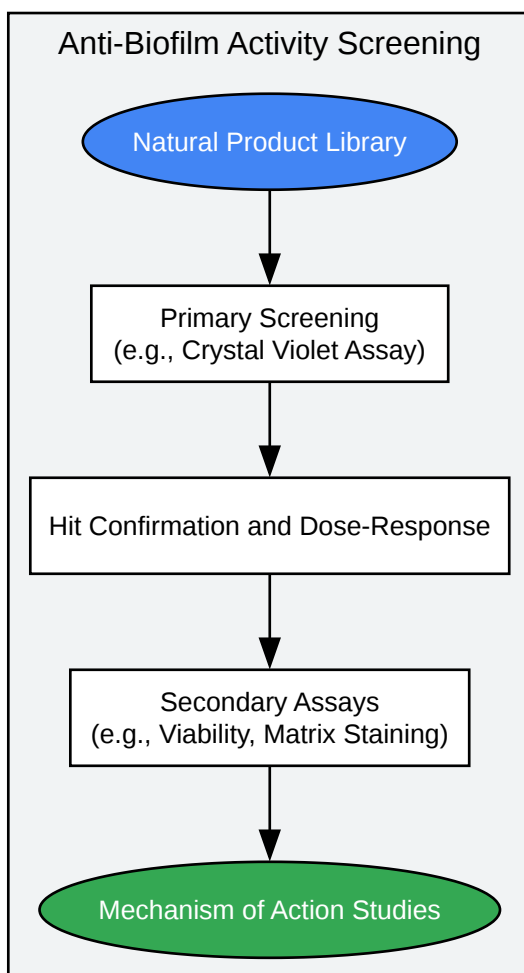 Anti-Biofilm Activity Screening
Natural Product Library
Primary Screening
(e.g., Crystal Violet Assay)
Hit Confirmation and Dose-Response
Secondary Assays
(e.g., Viability, Matrix Staining)
Mechanism of Action Studies